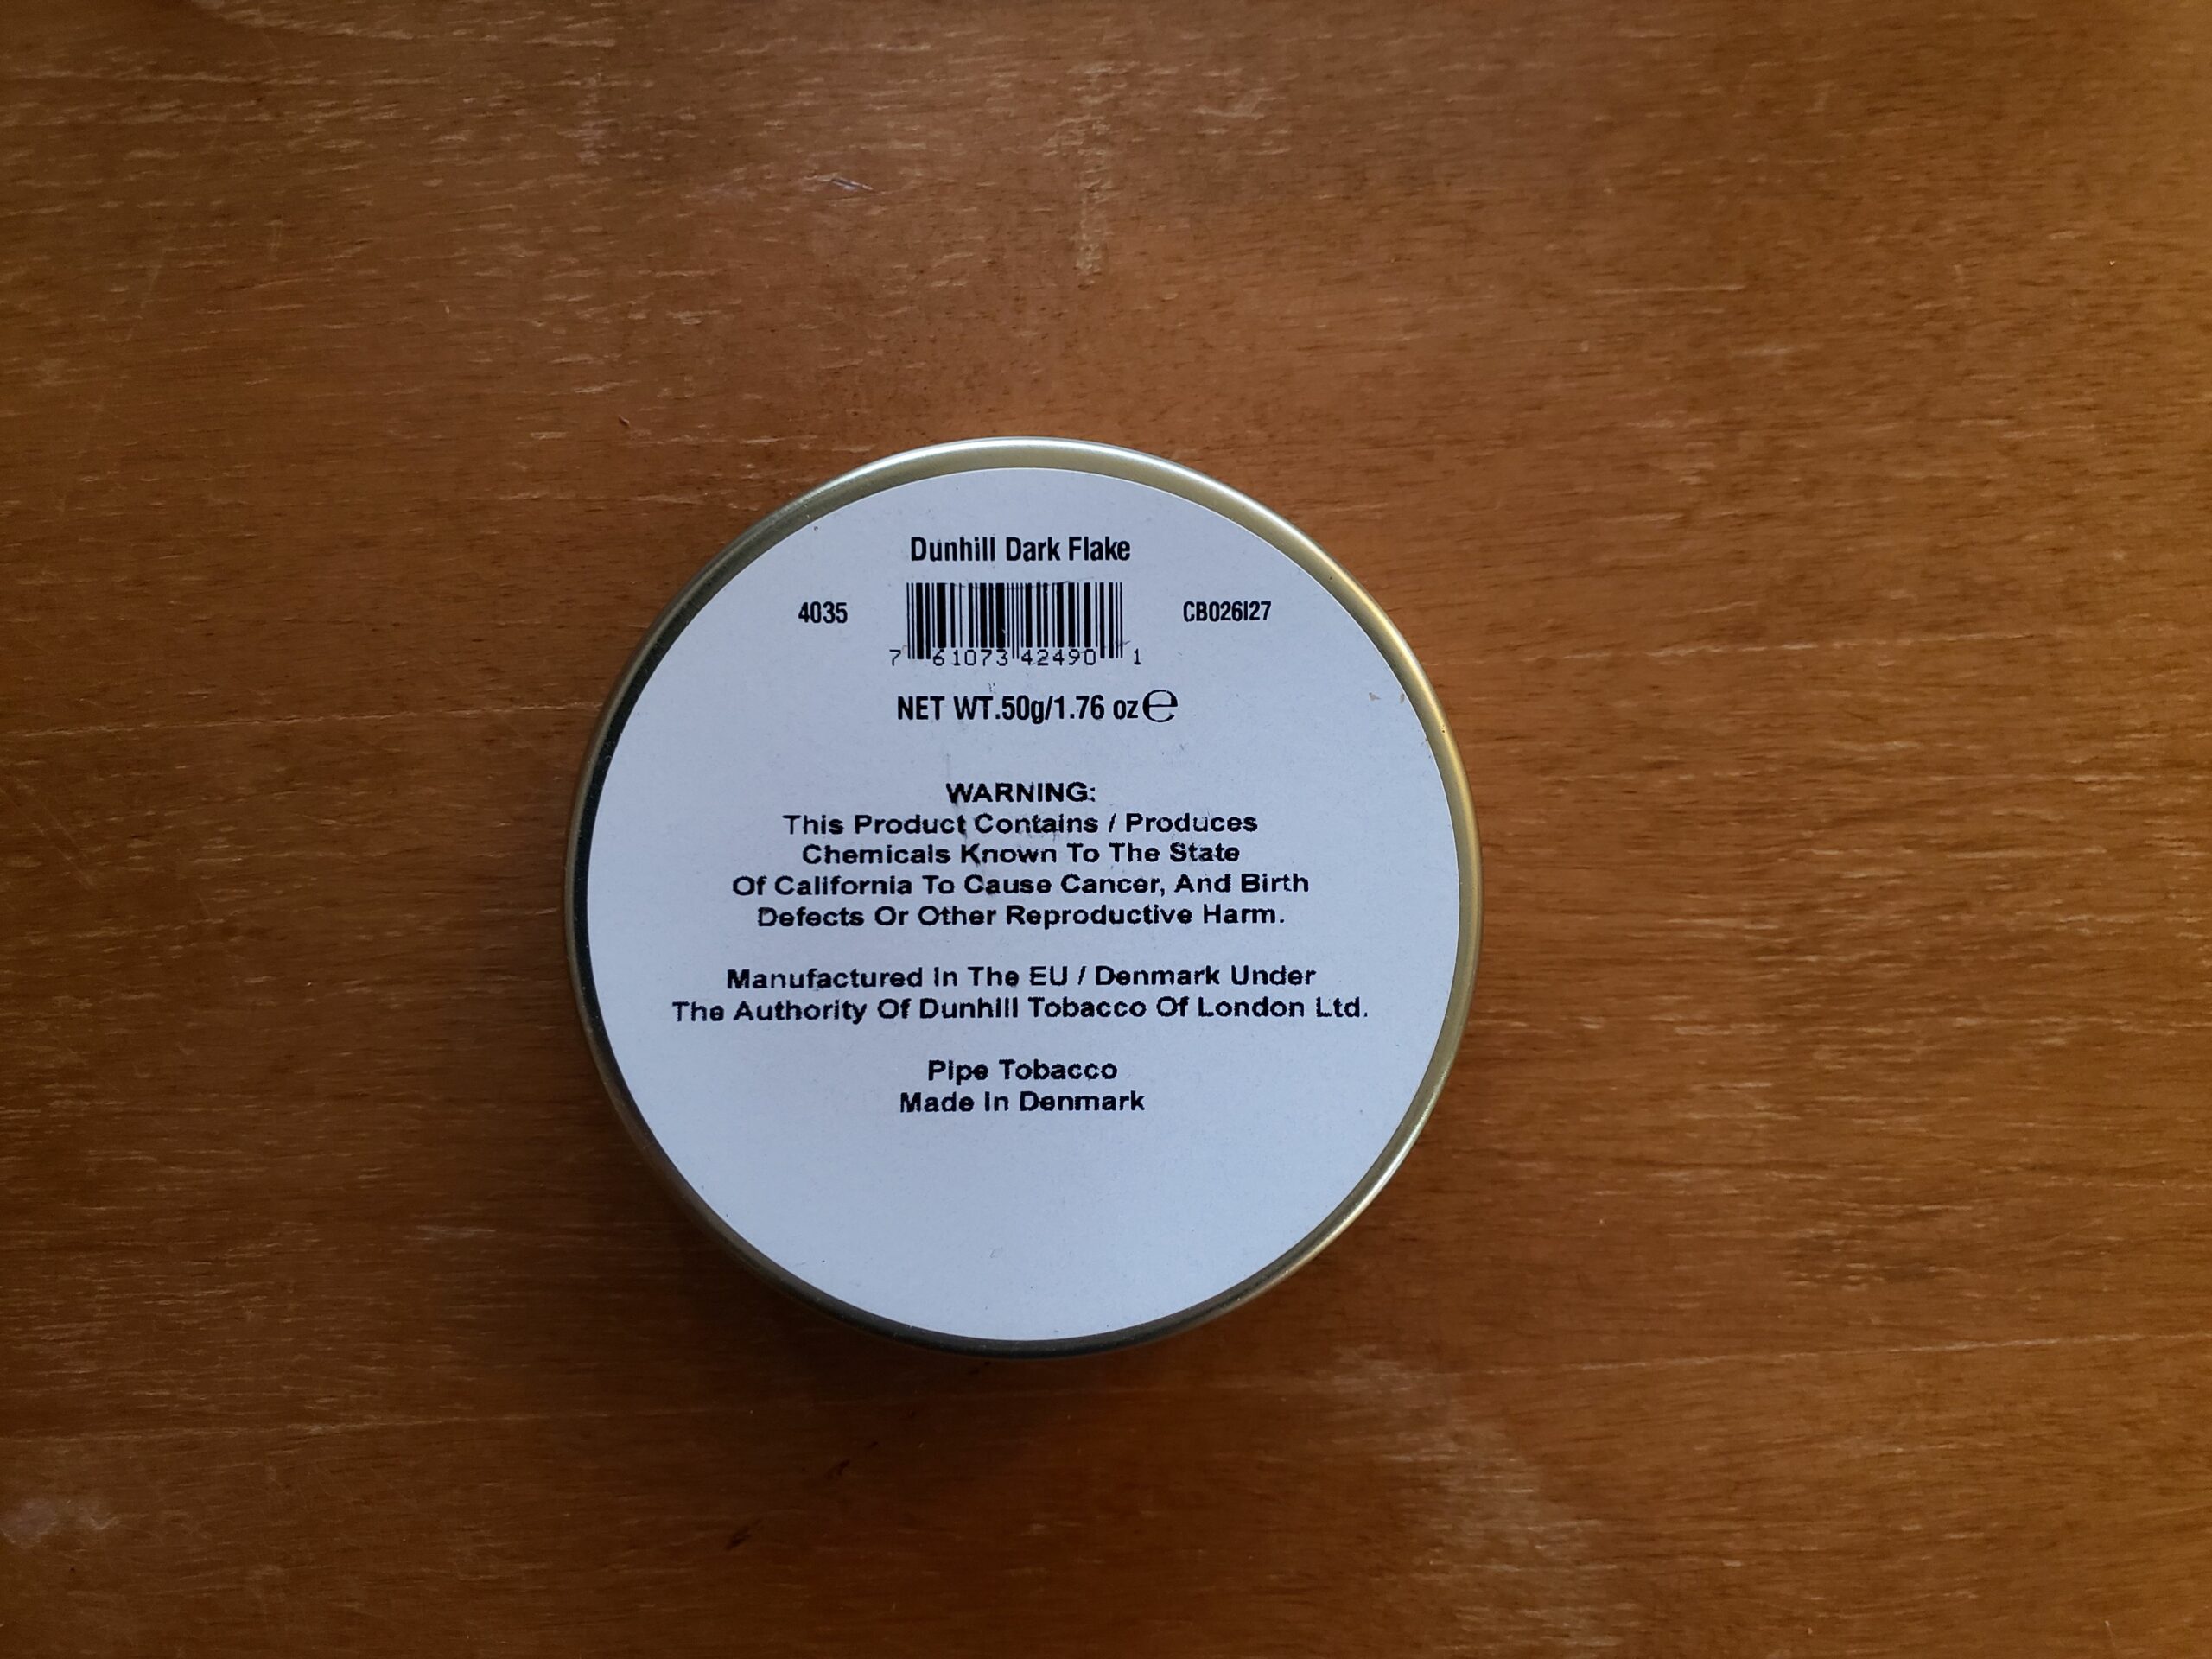 Dunhill Dark Flake
4035 CB026I27
7 61073 42490 1
NET WT.50g/1.76 oz℮
WARNING:
This Product Contains / Produces
Chemicals Known To The State
Of California To Cause Cancer, And Birth
Defects Or Other Reproductive Harm.
Manufactured In The EU / Denmark Under
The Authority Of Dunhill Tobacco Of London Ltd.
Pipe Tobacco
Made In Denmark